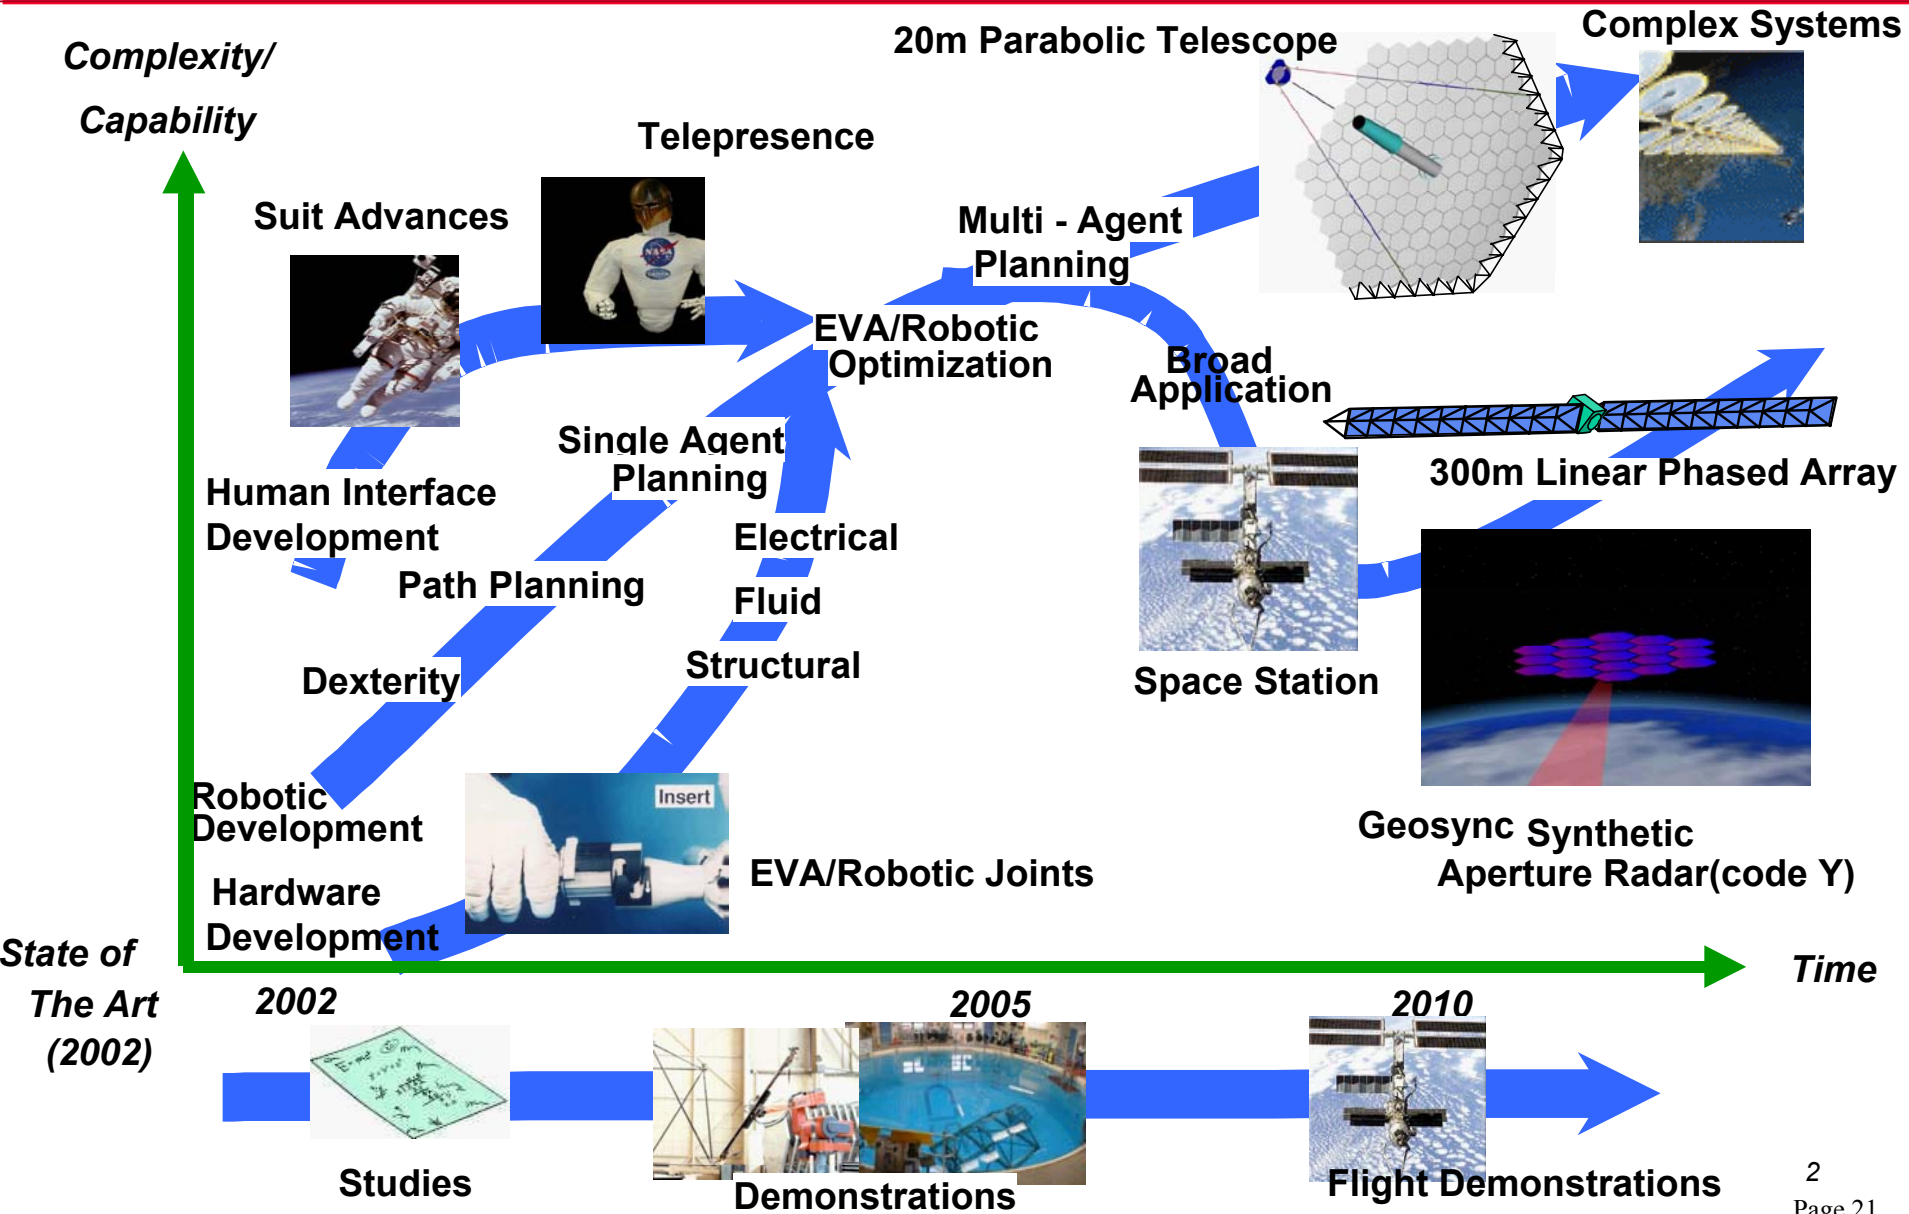 Complexity/
Capability
20m Parabolic Telescope
Complex Systems
Telepresence
Suit Advances
NASA
Multi - Agent
Planning
EVA/Robotic
Optimization
Broad
Application
Single Agent
Planning
Human Interface
Development
300m Linear Phased Array
Electrical
Path Planning
Fluid
Structural
Dexterity
Space Station
Robotic
Development
Insert
Geosync Synthetic
Aperture Radar(code Y)
EVA/Robotic Joints
Hardware
Development
State of
The Art
(2002)
Time
2002
2005
2010
Studies
Demonstrations
Flight Demonstrations
2
Page 21